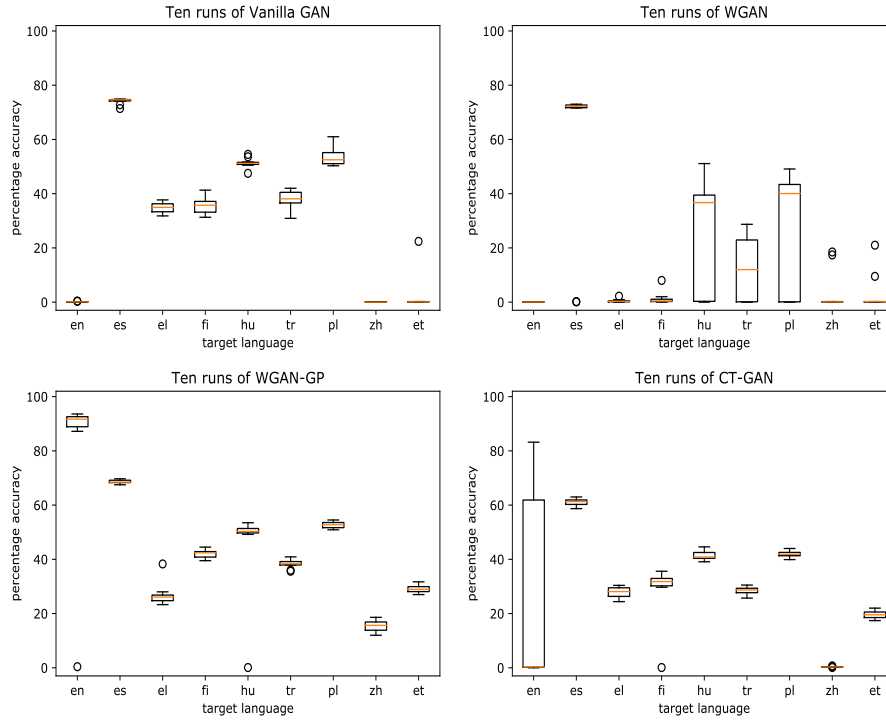 Ten runs of Vanilla GAN
percentage accuracy
100
80
60
40
20
0
en es el fi hu tr pl zh et
target language
Ten runs of WGAN
percentage accuracy
100
80
60
40
20
0
en es el fi hu tr pl zh et
target language
Ten runs of WGAN-GP
percentage accuracy
100
80
60
40
20
0
en es el fi hu tr pl zh et
target language
Ten runs of CT-GAN
percentage accuracy
100
80
60
40
20
0
en es el fi hu tr pl zh et
target language